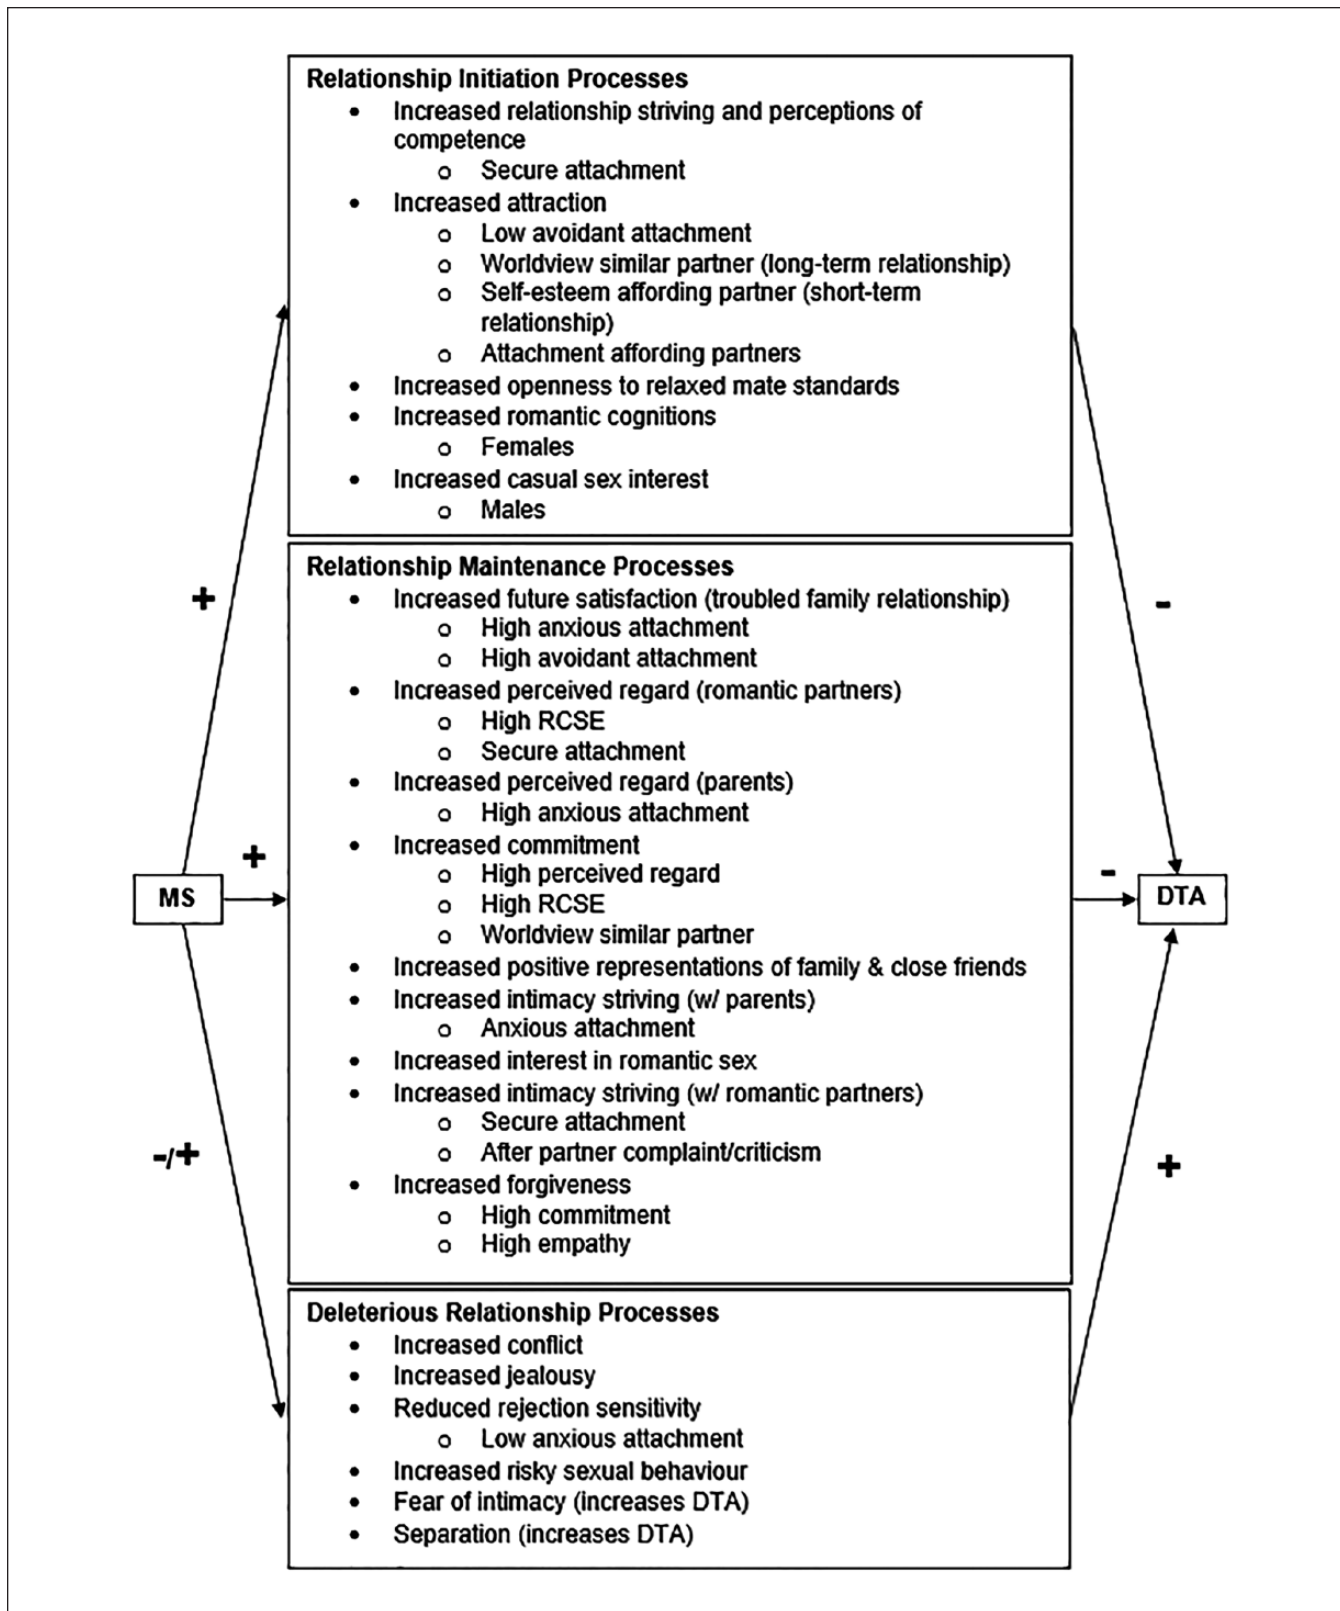 Relationship Initiation Processes
• Increased relationship striving and perceptions of
competence
o Secure attachment
• Increased attraction
o Low avoidant attachment
o Worldview similar partner (long-term relationship)
o Self-esteem affording partner (short-term
relationship)
o Attachment affording partners
• Increased openness to relaxed mate standards
• Increased romantic cognitions
o Females
• Increased casual sex interest
o Males
Relationship Maintenance Processes
• Increased future satisfaction (troubled family relationship)
o High anxious attachment
o High avoidant attachment
• Increased perceived regard (romantic partners)
o High RCSE
o Secure attachment
• Increased perceived regard (parents)
o High anxious attachment
• Increased commitment
o High perceived regard
o High RCSE
o Worldview similar partner
• Increased positive representations of family & close friends
• Increased intimacy striving (w/ parents)
o Anxious attachment
• Increased interest in romantic sex
• Increased intimacy striving (w/ romantic partners)
o Secure attachment
o After partner complaint/criticism
• Increased forgiveness
o High commitment
o High empathy
Deleterious Relationship Processes
• Increased conflict
• Increased jealousy
• Reduced rejection sensitivity
o Low anxious attachment
• Increased risky sexual behaviour
• Fear of intimacy (increases DTA)
• Separation (increases DTA)
MS
+
+
-/+
-
-
+
DTA